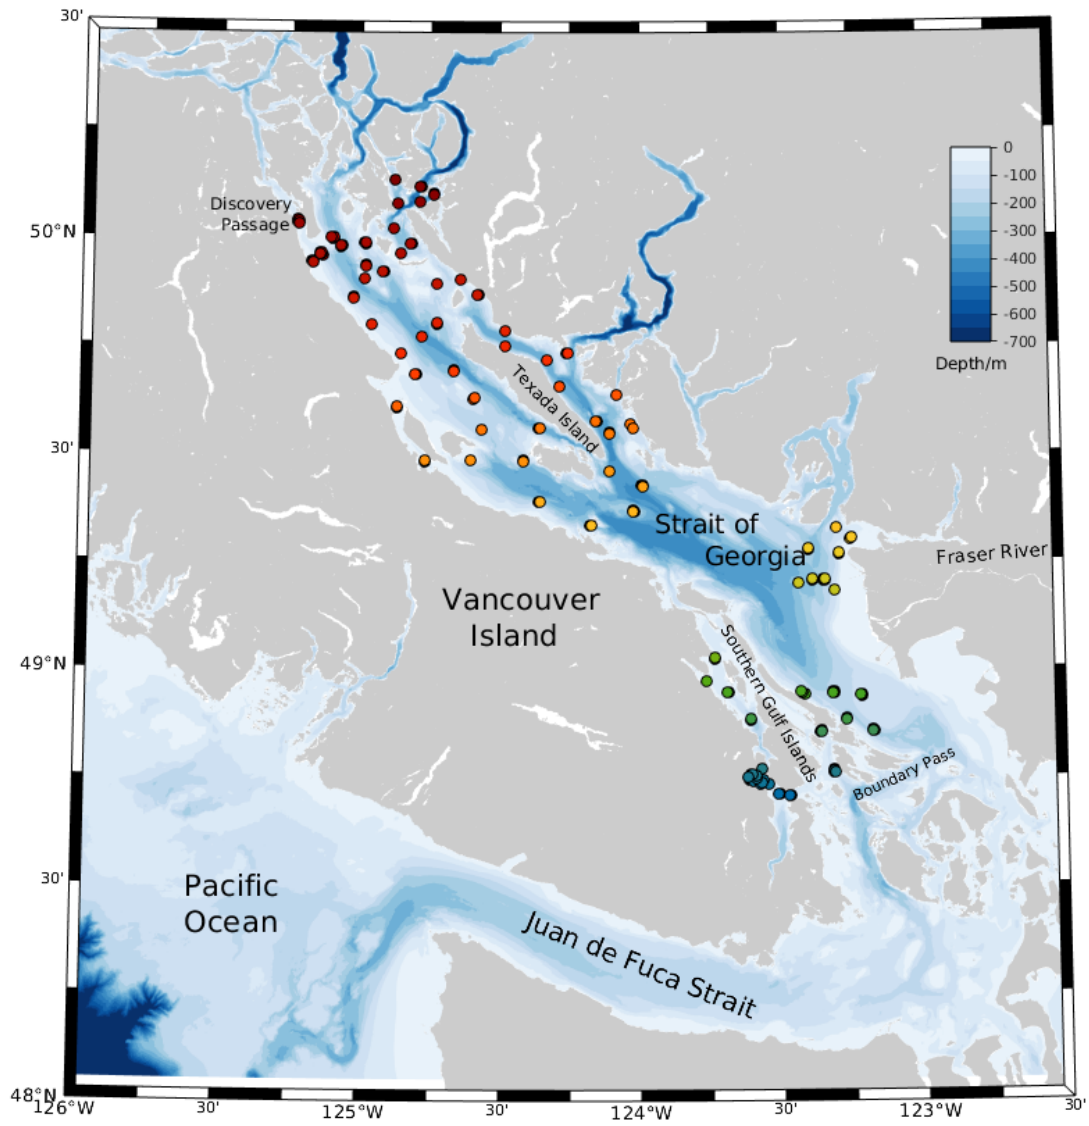 30'
Discovery
Passage
50°N
0
-100
-200
-300
-400
-500
-600
-700
Depth/m
Texada Island
30'
Strait of
Georgia
Fraser River
Vancouver
Island
49°N
Southern Gulf Islands
Boundary Pass
30'
Pacific
Ocean
Juan de Fuca Strait
48°N
126°W
30'
125°W
30'
124°W
30'
123°W
30'